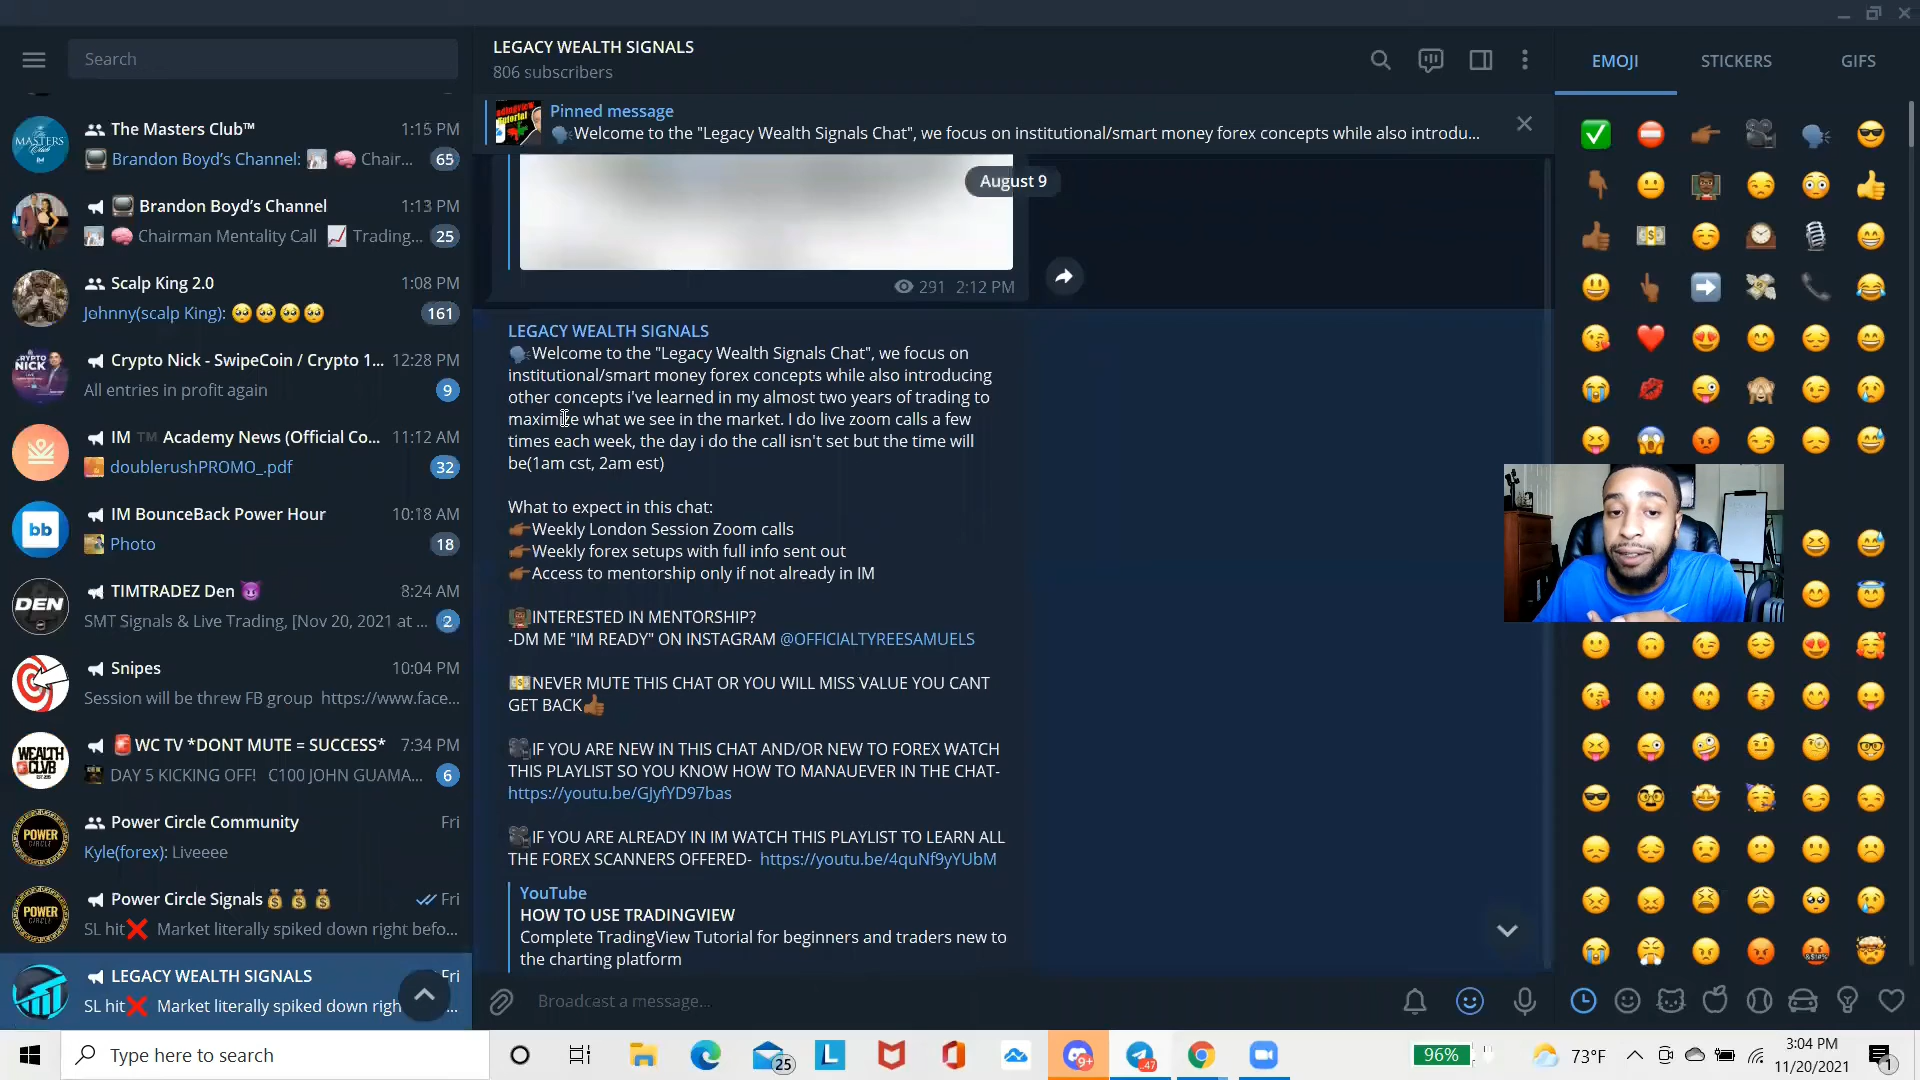 Search
The Masters Club™ 1:15 PM
Brandon Boyd's Channel: Chair... 65
Brandon Boyd's Channel 1:13 PM
Chairman Mentality Call Trading... 25
Scalp King 2.0 1:08 PM
Johnny(scalp King): 161
CRYPTO NICK
Crypto Nick - SwipeCoin / Crypto 1... 12:28 PM
All entries in profit again 9
IM ™ Academy News (Official Co... 11:12 AM
doublerushPROMO_.pdf 32
bb
IM BounceBack Power Hour 10:18 AM
Photo 18
DEN
TIMTRADEZ Den 8:24 AM
SMT Signals & Live Trading, [Nov 20, 2021 at ... 2
Snipes 10:04 PM
Session will be threw FB group https://www.face...
WEALTH CLUB
WC TV *DONT MUTE = SUCCESS* 7:34 PM
DAY 5 KICKING OFF! C100 JOHN GUAMA... 6
POWER
Power Circle Community Fri
Kyle(forex): Liveeee
POWER
Power Circle Signals Fri
SL hit❌ Market literally spiked down right befo...
LEGACY WEALTH SIGNALS Fri
SL hit❌ Market literally spiked down righ ...
LEGACY WEALTH SIGNALS
806 subscribers
Pinned message
Welcome to the "Legacy Wealth Signals Chat", we focus on institutional/smart money forex concepts while also introdu...
August 9
291 2:12 PM
LEGACY WEALTH SIGNALS
Welcome to the "Legacy Wealth Signals Chat", we focus on
institutional/smart money forex concepts while also introducing
other concepts i've learned in my almost two years of trading to
maximize what we see in the market. I do live zoom calls a few
times each week, the day i do the call isn't set but the time will
be(1am cst, 2am est)
What to expect in this chat:
Weekly London Session Zoom calls
Weekly forex setups with full info sent out
Access to mentorship only if not already in IM
INTERESTED IN MENTORSHIP?
-DM ME "IM READY" ON INSTAGRAM @OFFICIALTYREESAMUELS
NEVER MUTE THIS CHAT OR YOU WILL MISS VALUE YOU CANT
GET BACK
IF YOU ARE NEW IN THIS CHAT AND/OR NEW TO FOREX WATCH
THIS PLAYLIST SO YOU KNOW HOW TO MANAUEVER IN THE CHAT-
https://youtu.be/GJyfYD97bas
IF YOU ARE ALREADY IN IM WATCH THIS PLAYLIST TO LEARN ALL
THE FOREX SCANNERS OFFERED- https://youtu.be/4quNf9yYUbM
YouTube
HOW TO USE TRADINGVIEW
Complete TradingView Tutorial for beginners and traders new to
the charting platform
Broadcast a message...
EMOJI STICKERS GIFS
Type here to search
25
L
9+
47
96%
73°F
3:04 PM
11/20/2021
1